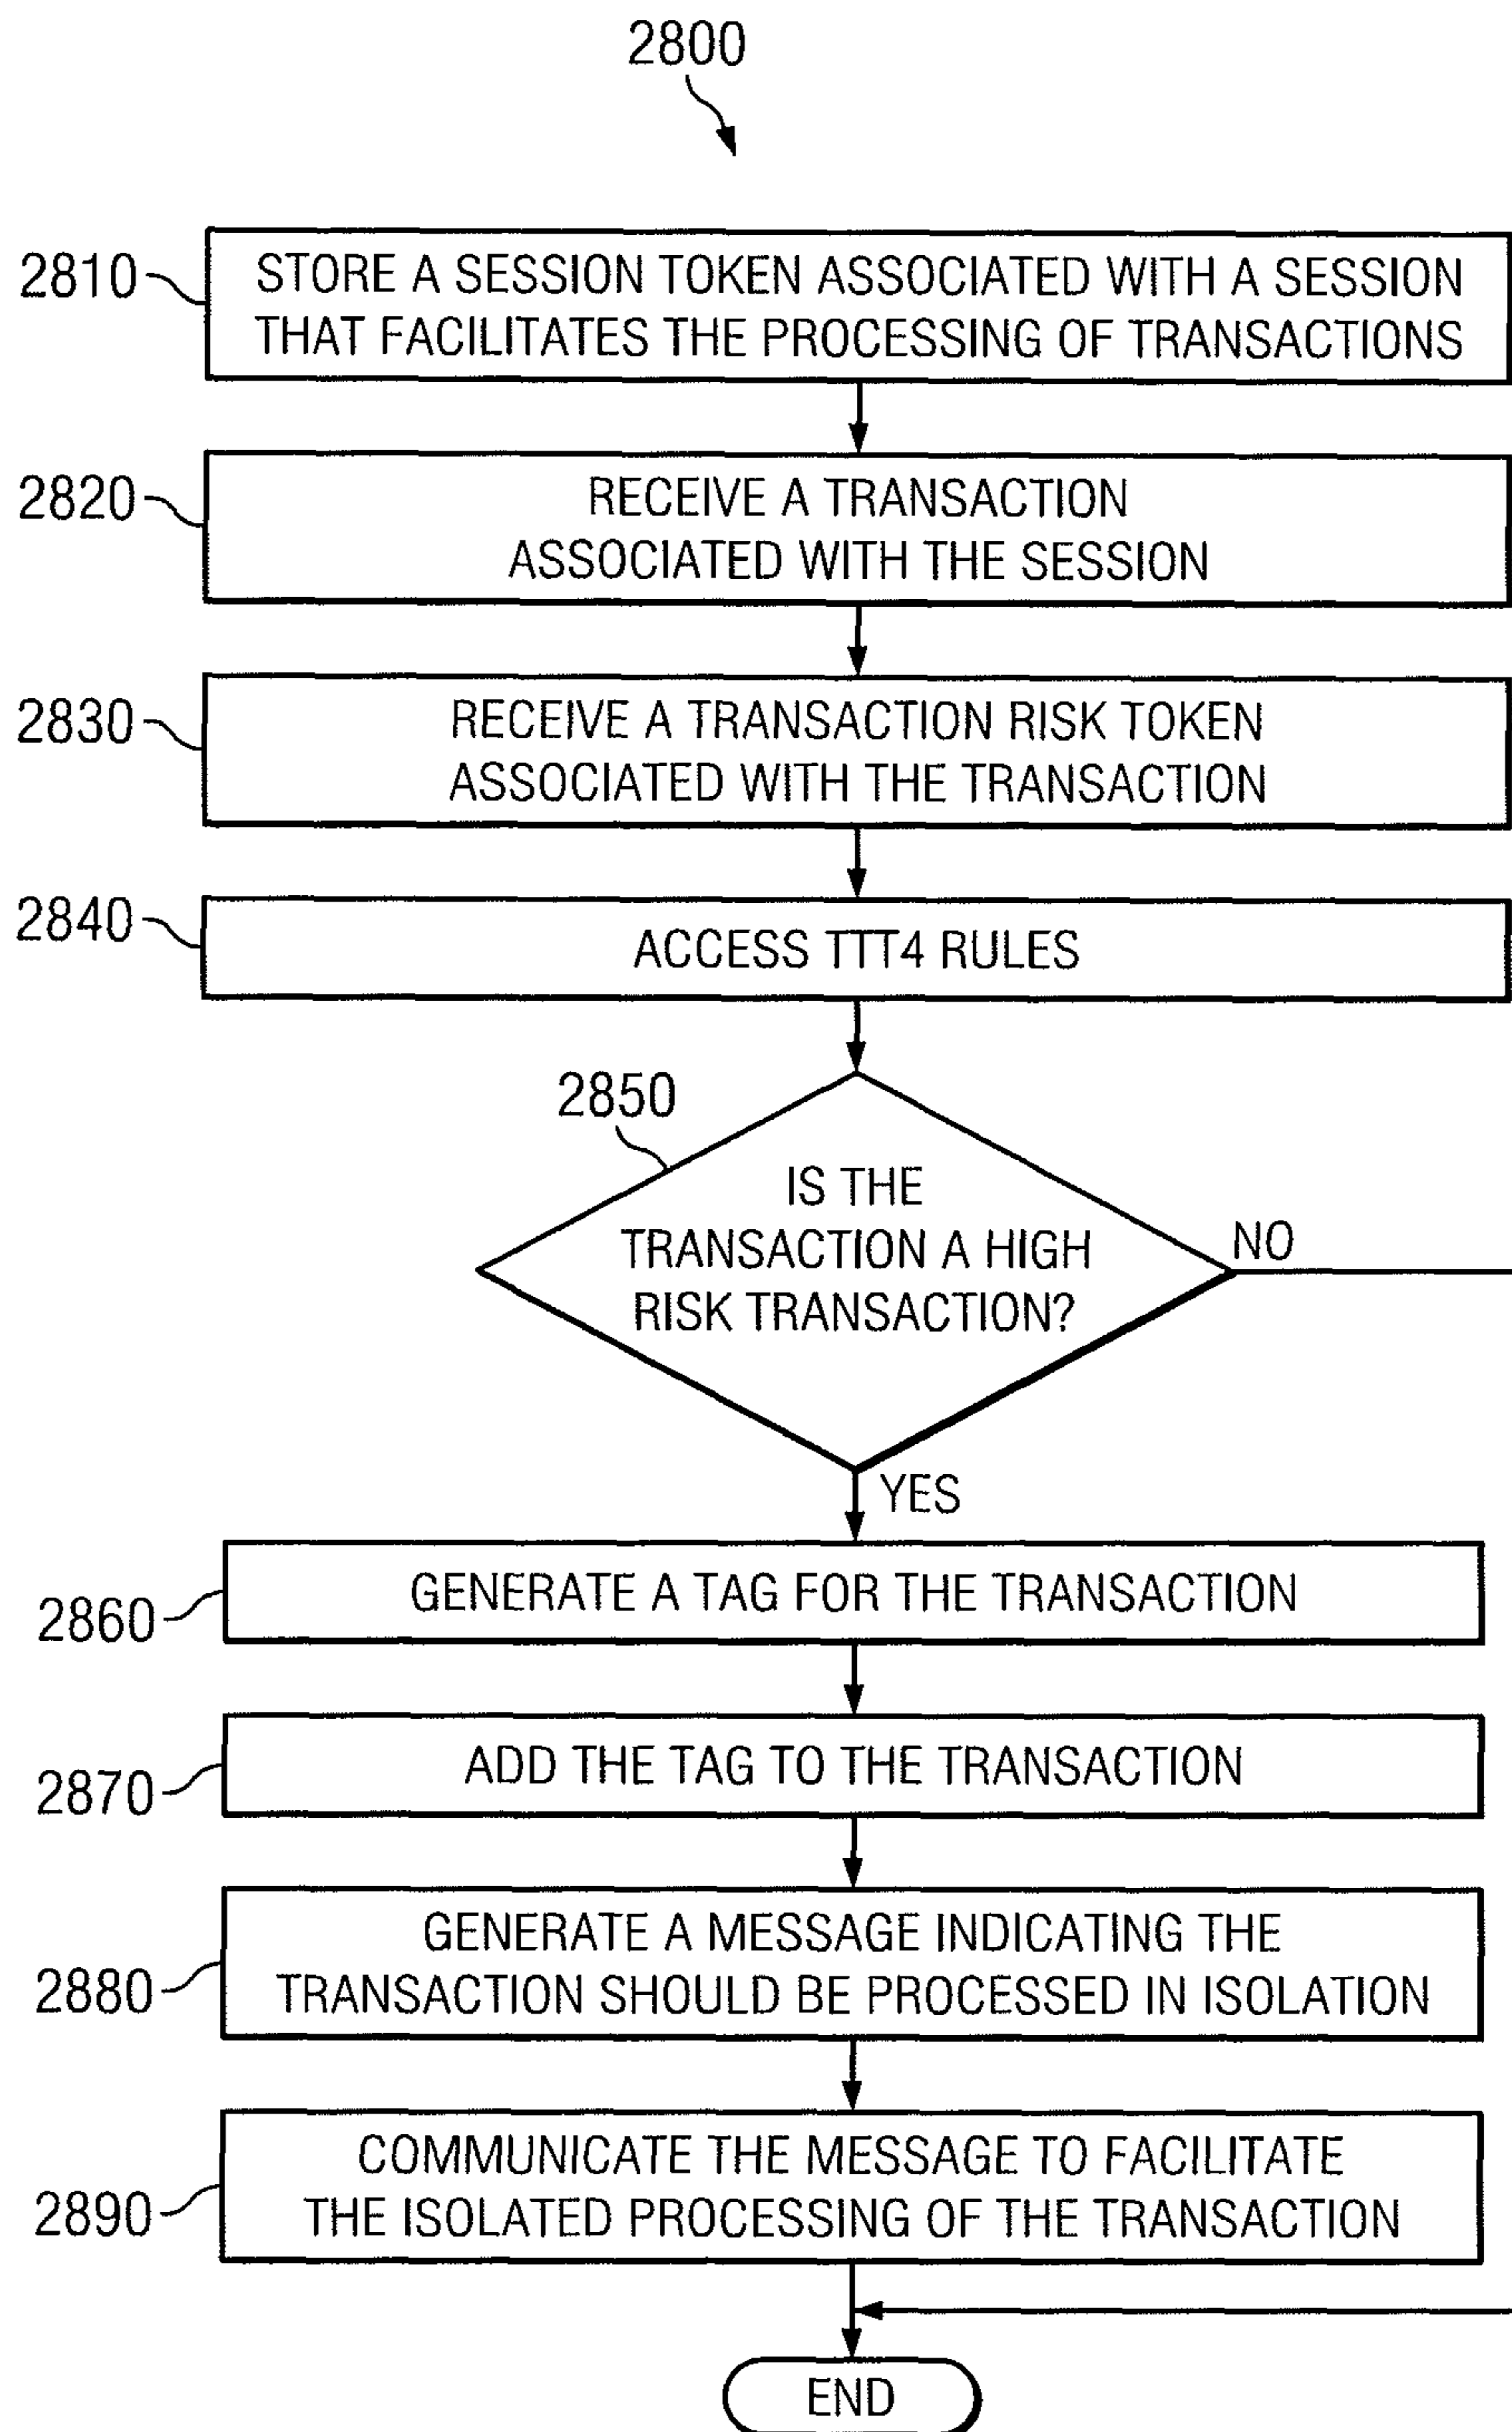 2800
2810
STORE A SESSION TOKEN ASSOCIATED WITH A SESSION
THAT FACILITATES THE PROCESSING OF TRANSACTIONS
2820
RECEIVE A TRANSACTION
ASSOCIATED WITH THE SESSION
2830
RECEIVE A TRANSACTION RISK TOKEN
ASSOCIATED WITH THE TRANSACTION
2840
ACCESS TTT4 RULES
2850
IS THE
TRANSACTION A HIGH
RISK TRANSACTION?
NO
YES
2860
GENERATE A TAG FOR THE TRANSACTION
2870
ADD THE TAG TO THE TRANSACTION
2880
GENERATE A MESSAGE INDICATING THE
TRANSACTION SHOULD BE PROCESSED IN ISOLATION
2890
COMMUNICATE THE MESSAGE TO FACILITATE
THE ISOLATED PROCESSING OF THE TRANSACTION
END